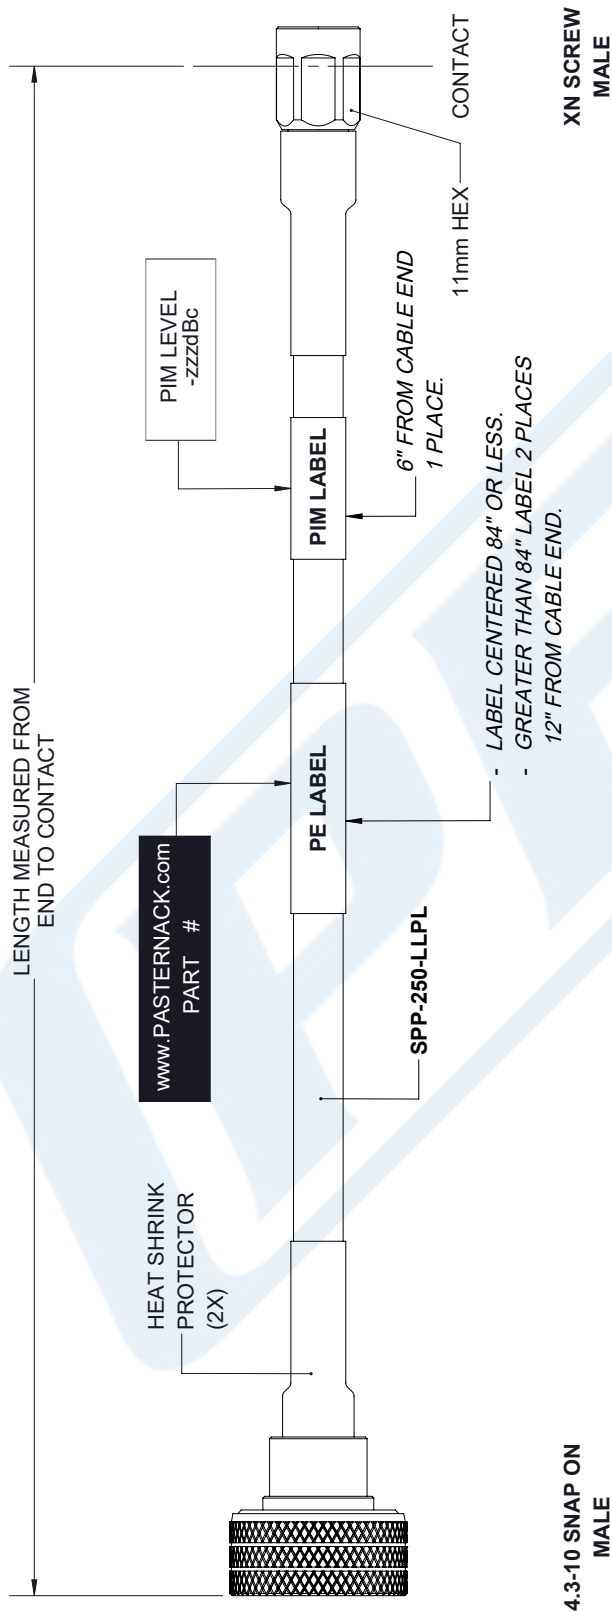 LENGTH MEASURED FROM
END TO CONTACT
HEAT SHRINK
PROTECTOR
(2X)
www.PASTERNACK.com
PART #
PIM LEVEL
-zzzdBc
PE LABEL
PIM LABEL
SPP-250-LLPL
6" FROM CABLE END
1 PLACE.
- LABEL CENTERED 84" OR LESS.
- GREATER THAN 84" LABEL 2 PLACES
12" FROM CABLE END.
11mm HEX
CONTACT
4.3-10 SNAP ON
MALE
XN SCREW
MALE